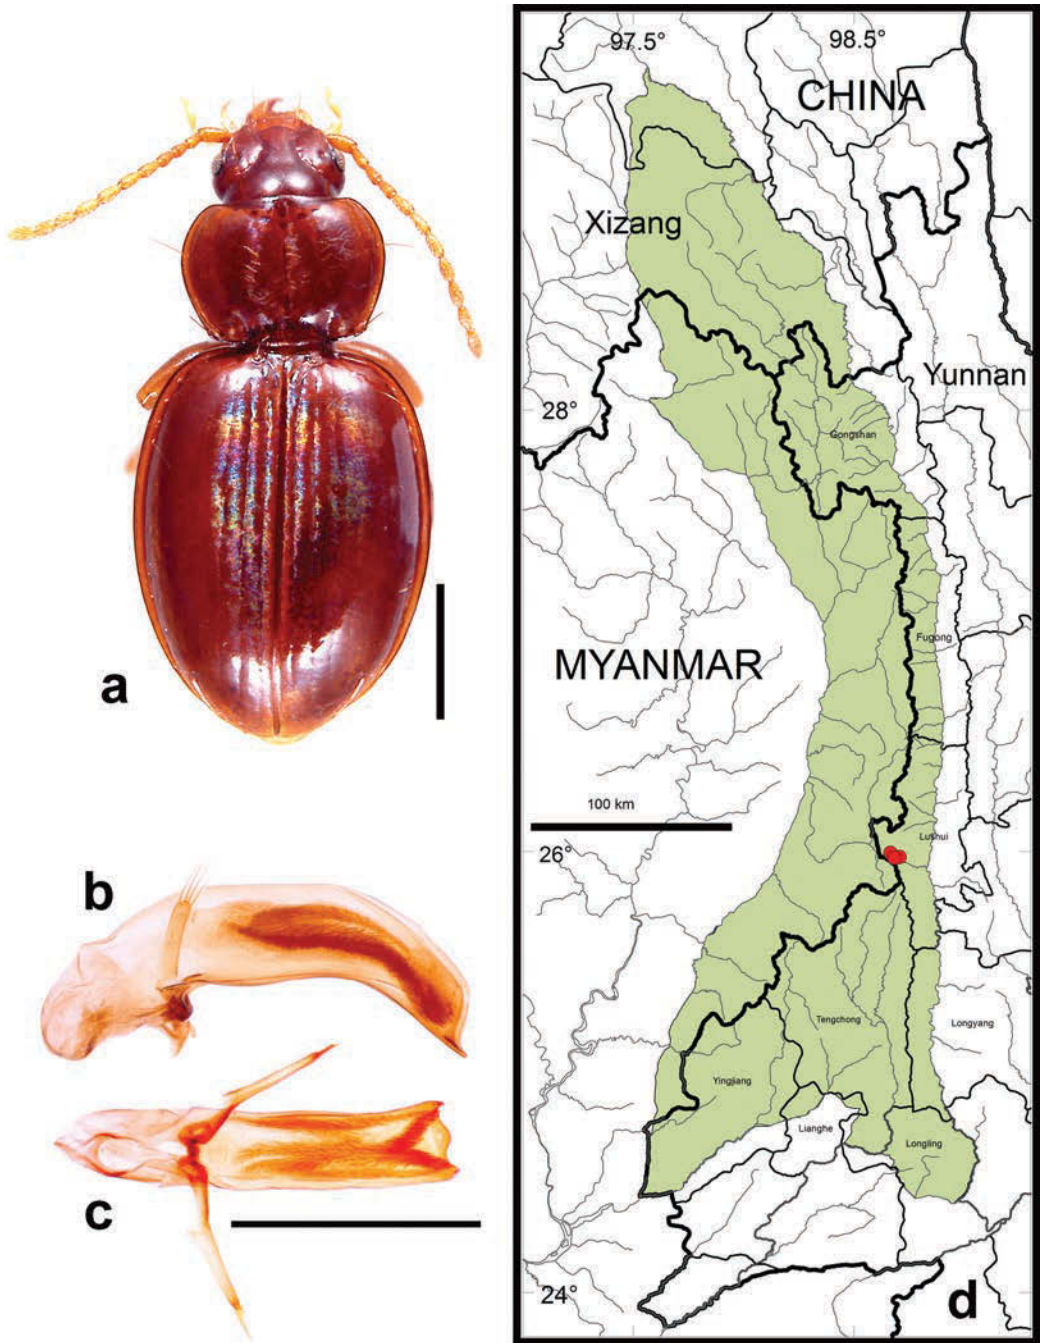 a
b
c
97.5°
98.5°
CHINA
Xizang
Yunnan
28°
Gongshan
Fugong
MYANMAR
100 km
Lushui
26°
Tengchong
Longyang
Yingjiang
Lianghe
Longling
24°
d